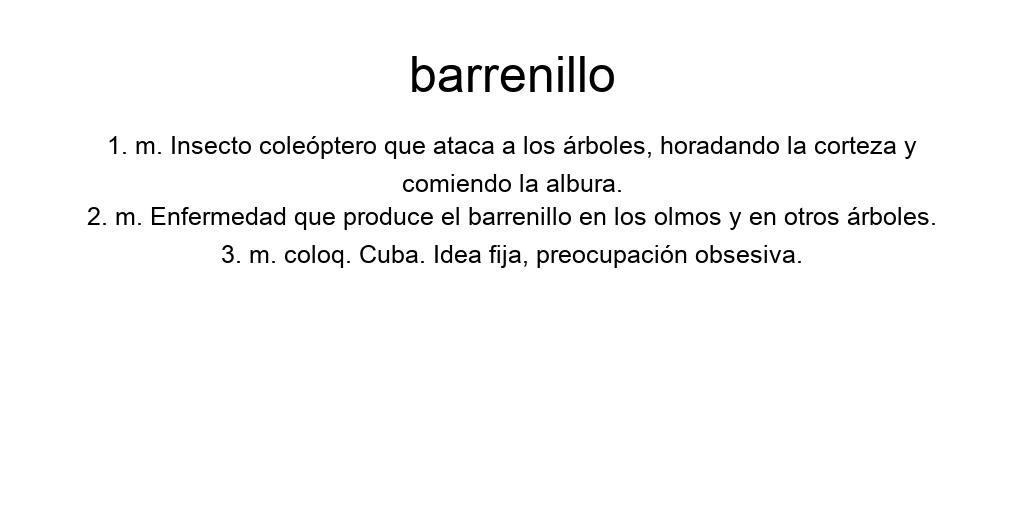 barrenillo
1. m. Insecto coleóptero que ataca a los árboles, horadando la corteza y
comiendo la albura.
2. m. Enfermedad que produce el barrenillo en los olmos y en otros árboles.
3. m. coloq. Cuba. Idea fija, preocupación obsesiva.